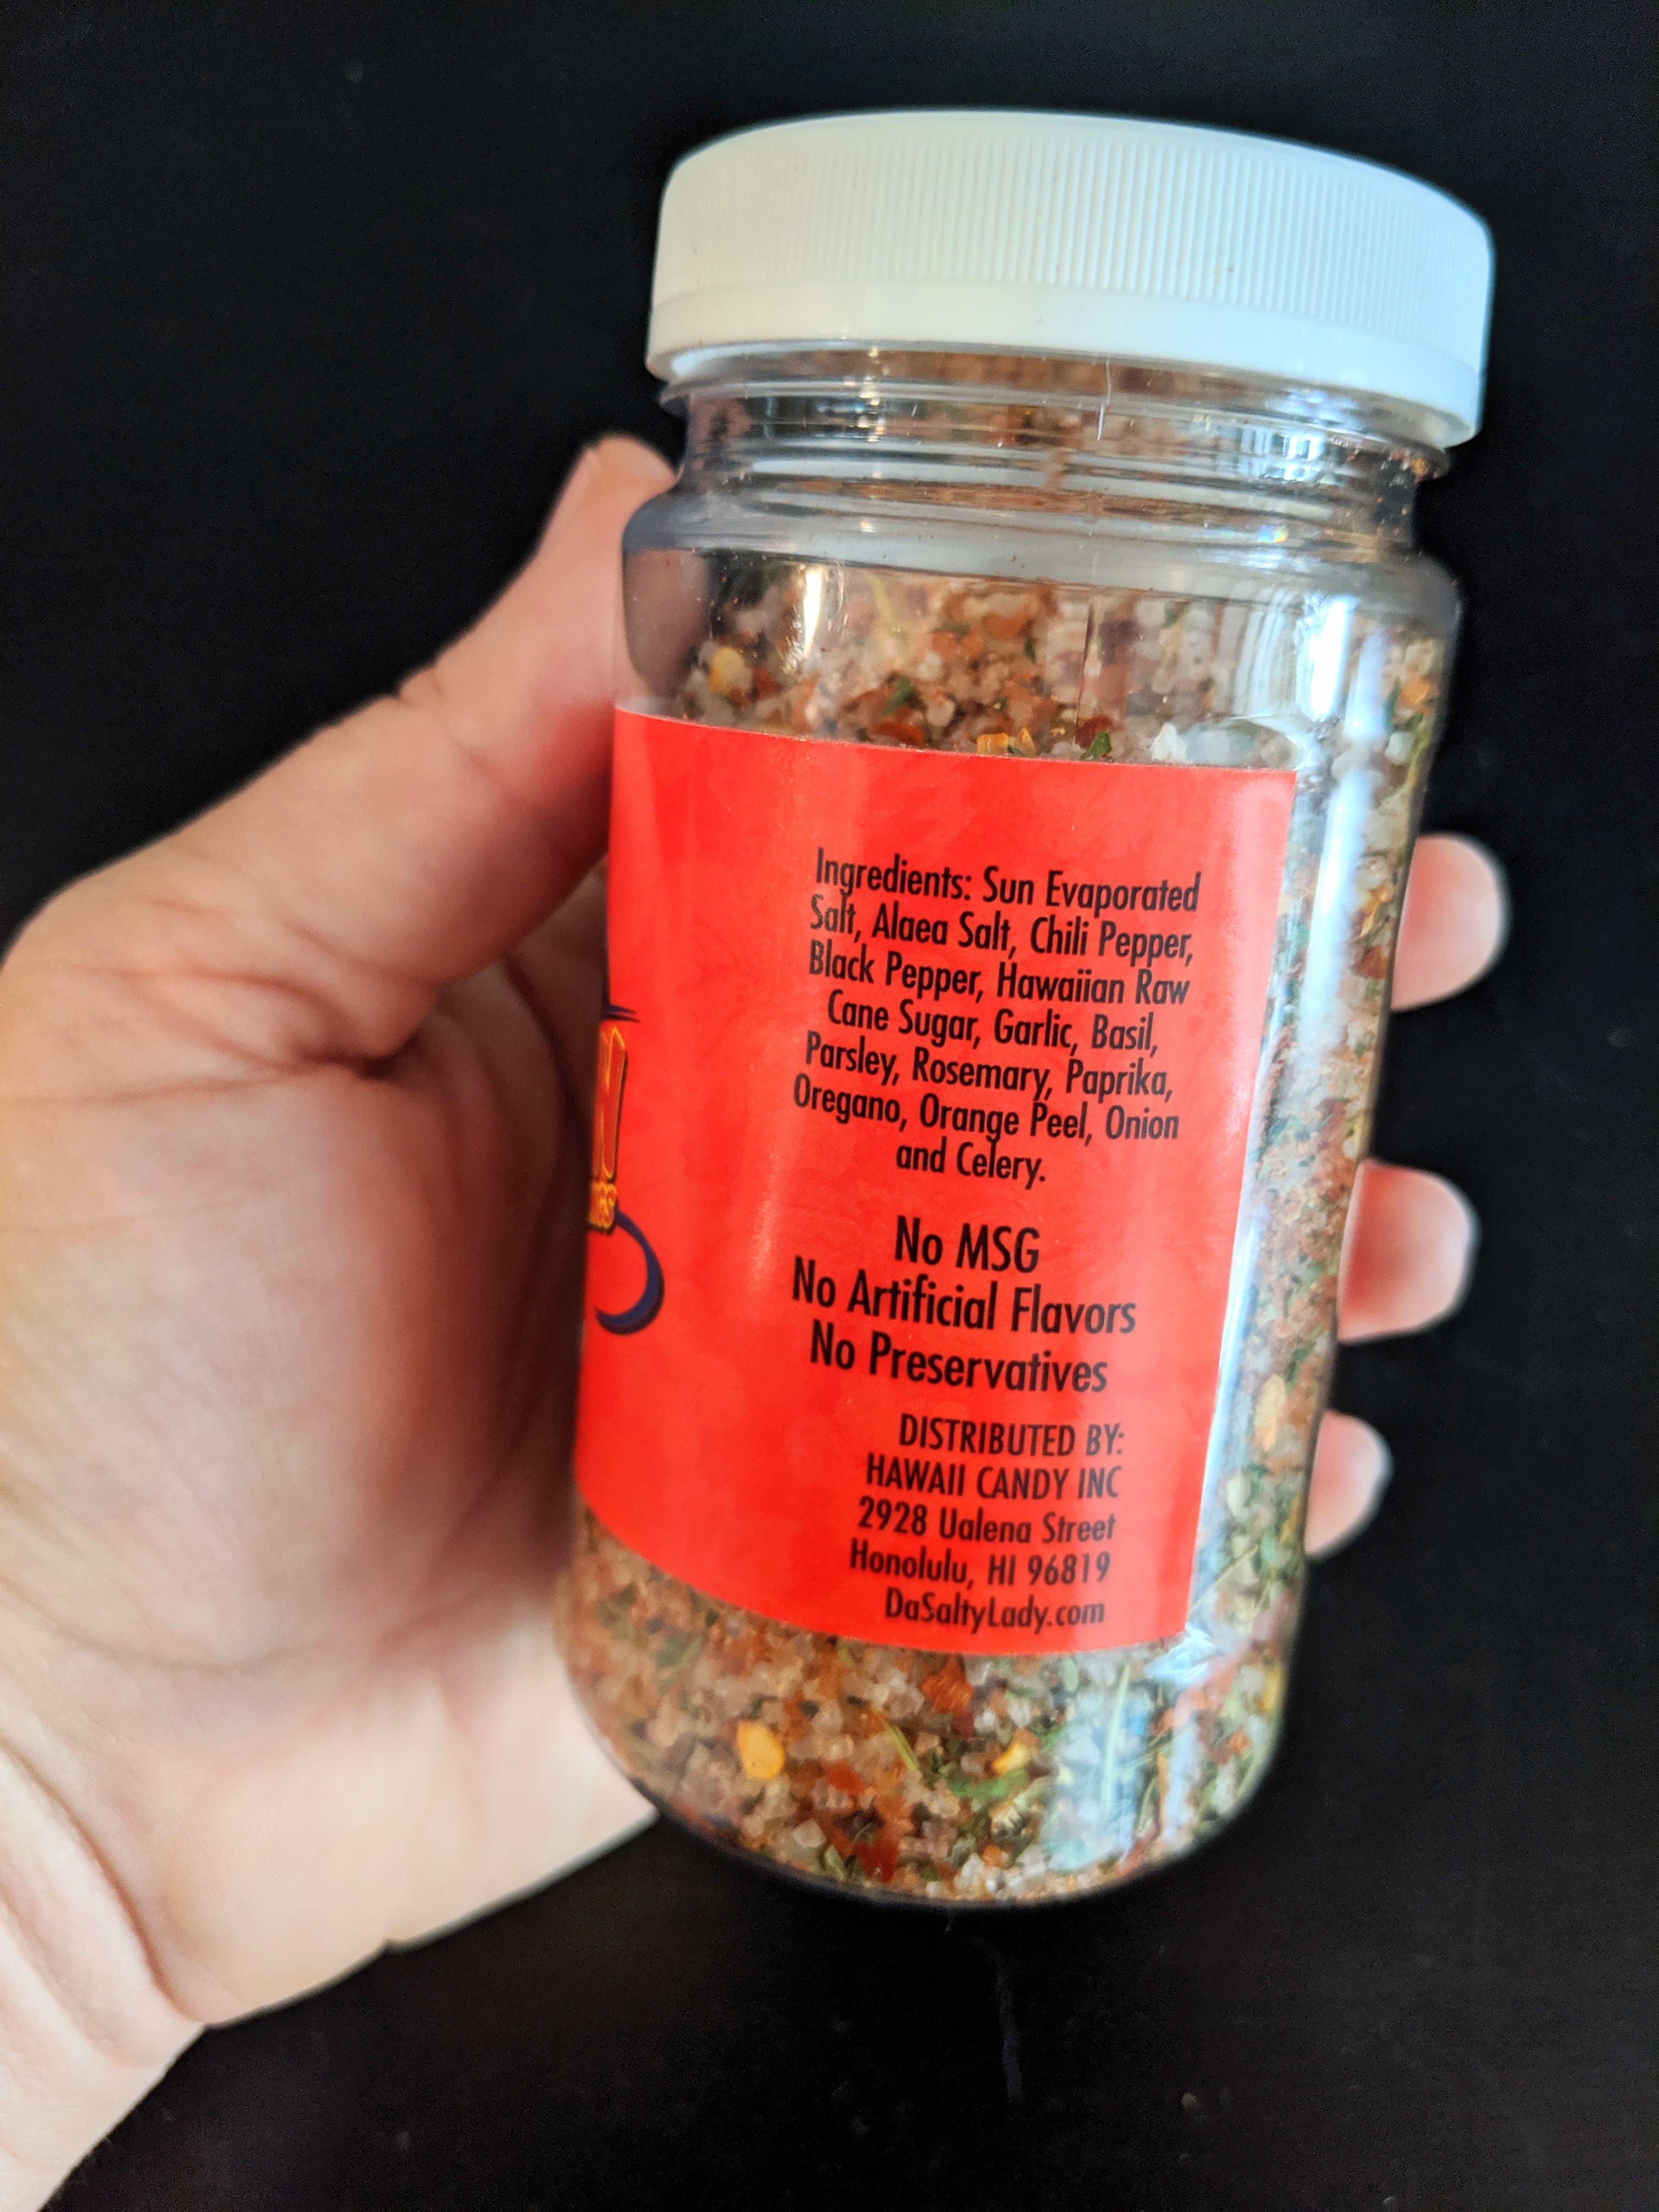 Ingredients: Sun Evaporated
Salt, Alaea Salt, Chili Pepper,
Black Pepper, Hawaiian Raw
Cane Sugar, Garlic, Basil,
Parsley, Rosemary, Paprika,
Oregano, Orange Peel, Onion
and Celery.
No MSG
No Artificial Flavors
No Preservatives
DISTRIBUTED BY:
HAWAII CANDY INC
2928 Ualena Street
Honolulu, HI 96819
DaSaltyLady.com